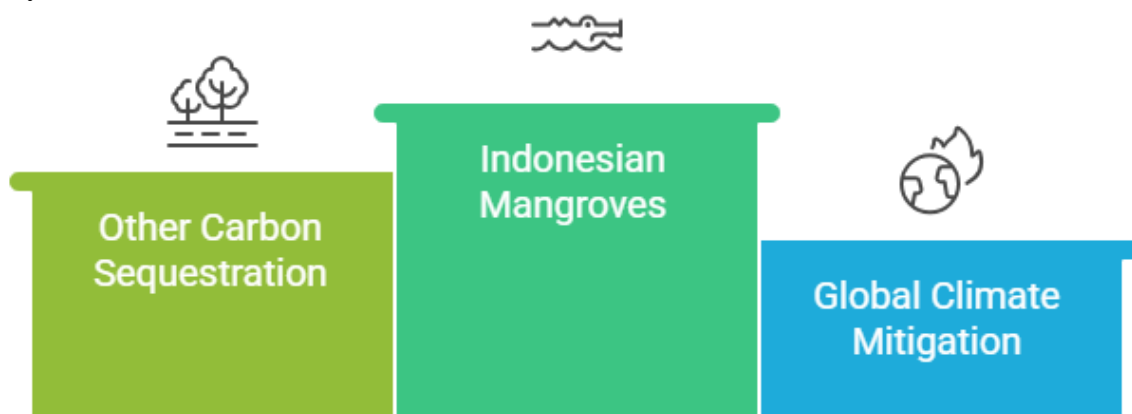 Other Carbon
Sequestration
Indonesian
Mangroves
Global Climate
Mitigation